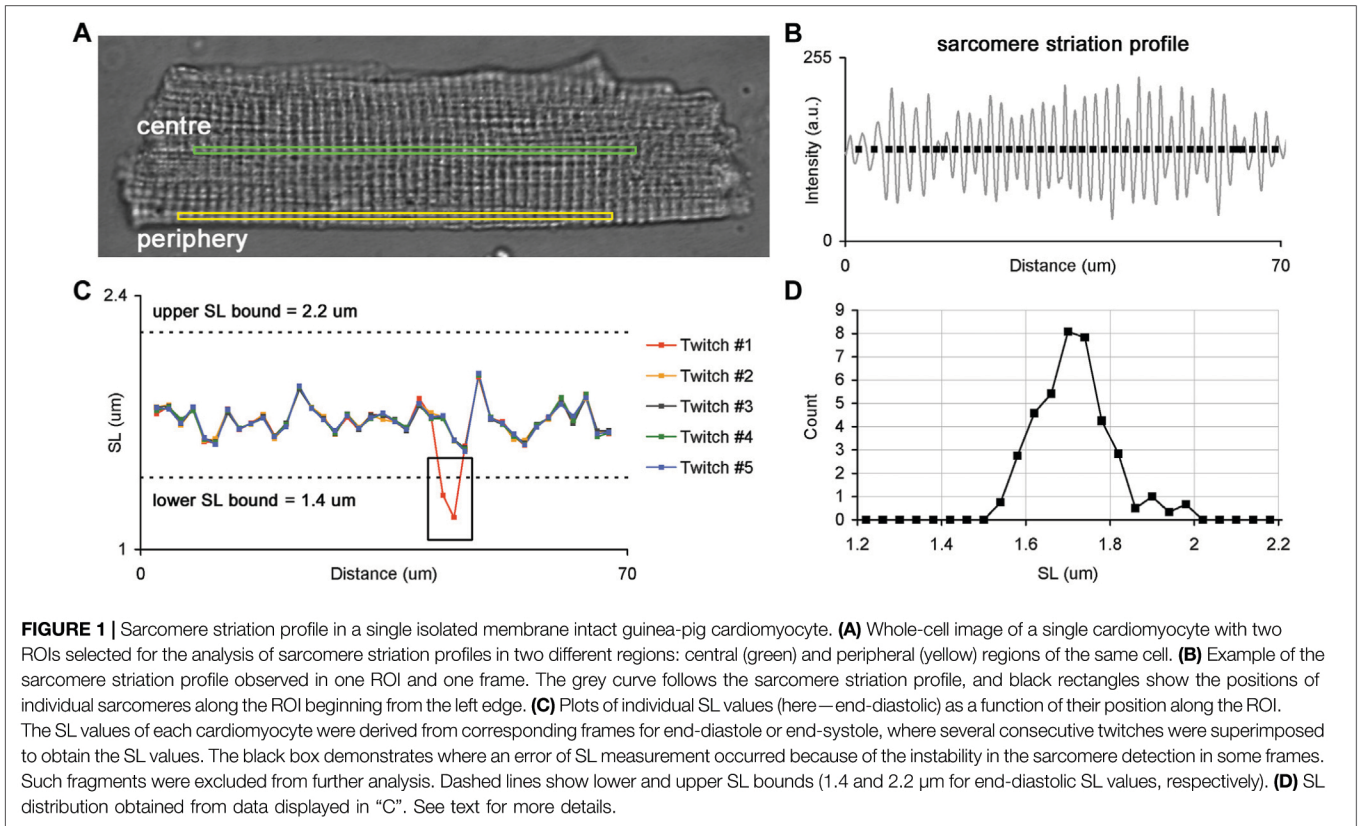 A
centre
periphery
B
sarcomere striation profile
255
Intensity (a.u.)
0
0
Distance (um)
70
C
2.4
upper SL bound = 2.2 um
SL (um)
lower SL bound = 1.4 um
1
0
Distance (um)
70
Twitch #1
Twitch #2
Twitch #3
Twitch #4
Twitch #5
D
9
8
7
6
5
4
3
2
1
0
Count
1.2
1.4
1.6
1.8
2
2.2
SL (um)
FIGURE 1 | Sarcomere striation profile in a single isolated membrane intact guinea-pig cardiomyocyte. (A) Whole-cell image of a single cardiomyocyte with two
ROIs selected for the analysis of sarcomere striation profiles in two different regions: central (green) and peripheral (yellow) regions of the same cell. (B) Example of the
sarcomere striation profile observed in one ROI and one frame. The grey curve follows the sarcomere striation profile, and black rectangles show the positions of
individual sarcomeres along the ROI beginning from the left edge. (C) Plots of individual SL values (here—end-diastolic) as a function of their position along the ROI.
The SL values of each cardiomyocyte were derived from corresponding frames for end-diastole or end-systole, where several consecutive twitches were superimposed
to obtain the SL values. The black box demonstrates where an error of SL measurement occurred because of the instability in the sarcomere detection in some frames.
Such fragments were excluded from further analysis. Dashed lines show lower and upper SL bounds (1.4 and 2.2 μm for end-diastolic SL values, respectively). (D) SL
distribution obtained from data displayed in “C”. See text for more details.